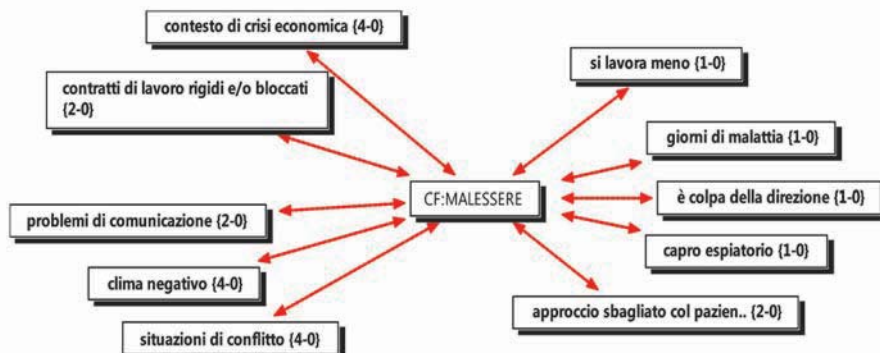 contesto di crisi economica {4-0}
si lavora meno {1-0}
contratti di lavoro rigidi e/o bloccati
{2-0}
giorni di malattia {1-0}
CF:MALESSERE
è colpa della direzione {1-0}
problemi di comunicazione {2-0}
capro espiatorio {1-0}
clima negativo {4-0}
approccio sbagliato col pazien.. {2-0}
situazioni di conflitto {4-0}